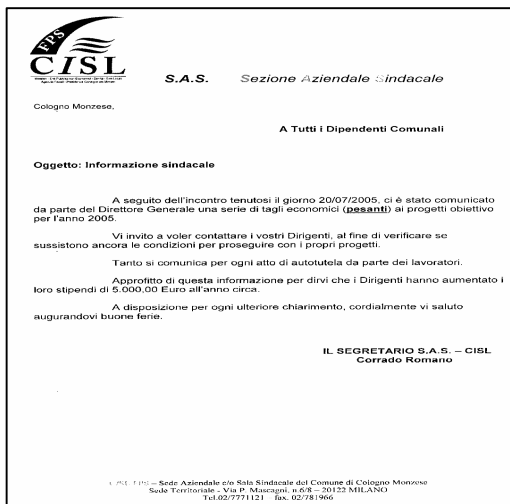 FPS
CISL
S.A.S. Sezione Aziendale Sindacale
Cologno Monzese,
A Tutti i Dipendenti Comunali
Oggetto: Informazione sindacale
A seguito dell'incontro tenutosi il giorno 20/07/2005, ci è stato comunicato
da parte del Direttore Generale una serie di tagli economici (pesanti) ai progetti obiettivo
per l'anno 2005.
Vi invito a voler contattare i vostri Dirigenti, al fine di verificare se
sussistono ancora le condizioni per proseguire con i propri progetti.
Tanto si comunica per ogni atto di autotutela da parte dei lavoratori.
Approfitto di questa informazione per dirvi che i Dirigenti hanno aumentato i
loro stipendi di 5.000,00 Euro all'anno circa.
A disposizione per ogni ulteriore chiarimento, cordialmente vi saluto
augurandovi buone ferie.
IL SEGRETARIO S.A.S. – CISL
Corrado Romano
CISL FPS – Sede Aziendale c/o Sala Sindacale del Comune di Cologno Monzese
Sede Territoriale - Via P. Mascagni, n.6/8 – 20122 MILANO
Tel.02/7771121 – fax. 02/781966